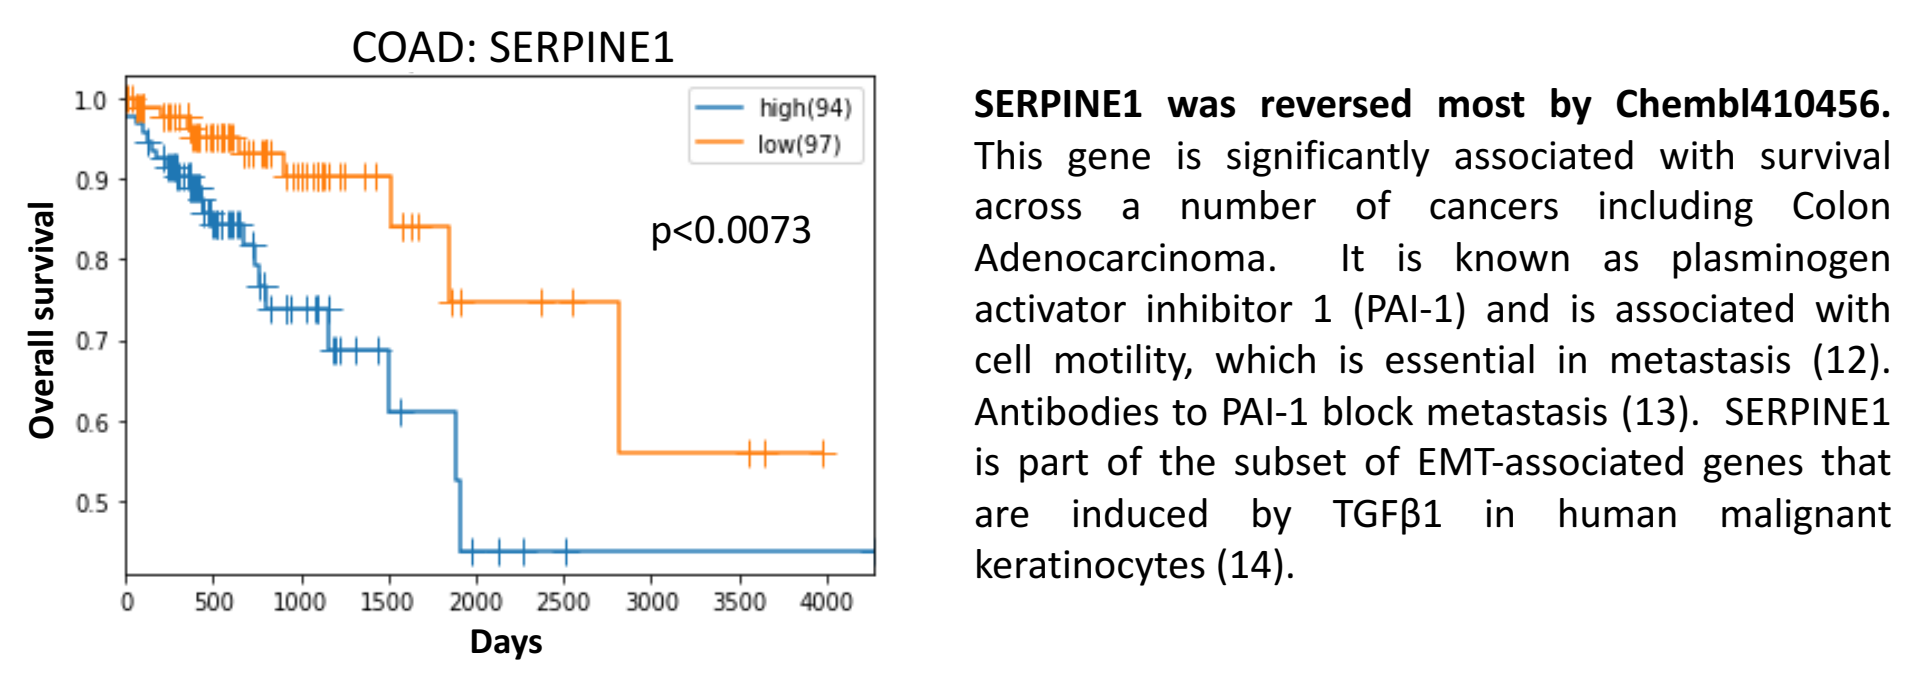 COAD: SERPINE1
1.0
0.9
0.8
0.7
0.6
0.5
Overall survival
high(94)
low(97)
p<0.0073
0 500 1000 1500 2000 2500 3000 3500 4000
Days
SERPINE1 was reversed most by Chembl410456.
This gene is significantly associated with survival
across a number of cancers including Colon
Adenocarcinoma. It is known as plasminogen
activator inhibitor 1 (PAI-1) and is associated with
cell motility, which is essential in metastasis (12).
Antibodies to PAI-1 block metastasis (13). SERPINE1
is part of the subset of EMT-associated genes that
are induced by TGFβ1 in human malignant
keratinocytes (14).